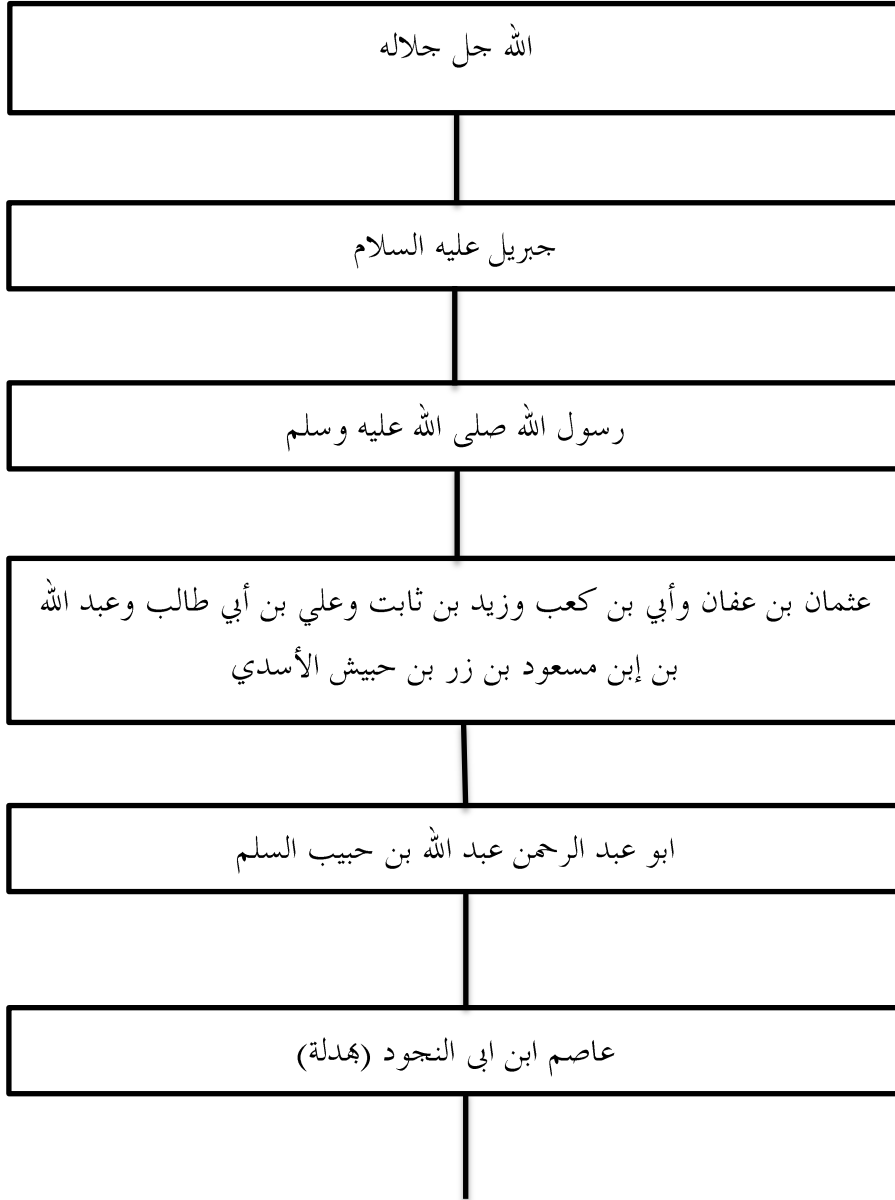 الله جل جلاله
جبريل عليه السلام
رسول الله صلى الله عليه وسلم
عثمان بن عفان وأبي بن كعب وزيد بن ثابت وعلي بن أبي طالب وعبد الله
بن إبن مسعود بن زر بن حبيش الأسدي
ابو عبد الرحمن عبد الله بن حبيب السلم
عاصم ابن ابى النجود (بهدلة)